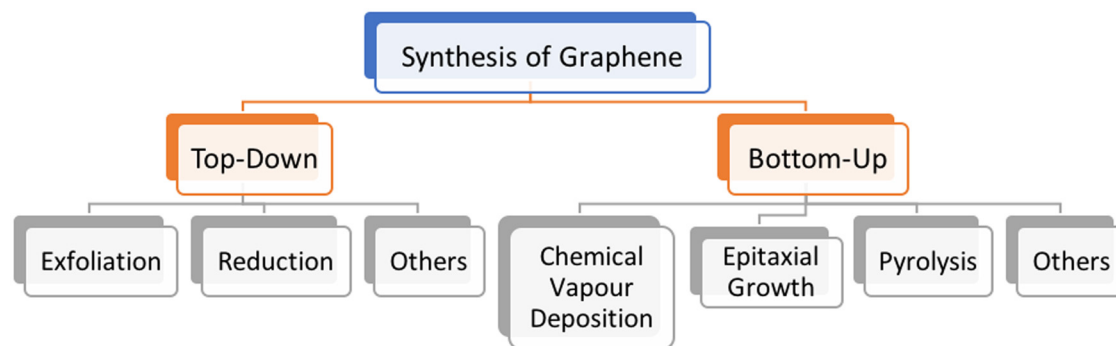 Synthesis of Graphene
Top-Down
Bottom-Up
Exfoliation
Reduction
Others
Chemical
Vapour
Deposition
Epitaxial
Growth
Pyrolysis
Others